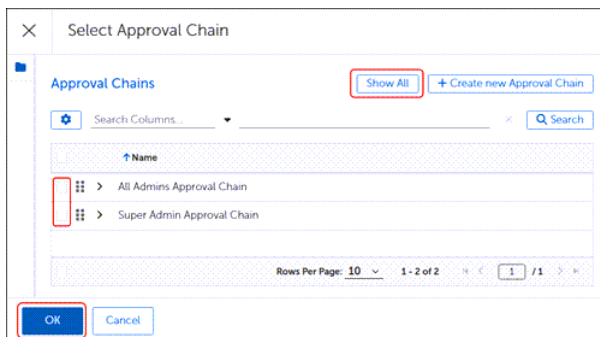 Select Approval Chain
Approval Chains
Show All
+ Create new Approval Chain
Search Columns...
Search
Name
All Admins Approval Chain
Super Admin Approval Chain
Rows Per Page: 10 1 - 2 of 2 1 / 1
OK
Cancel